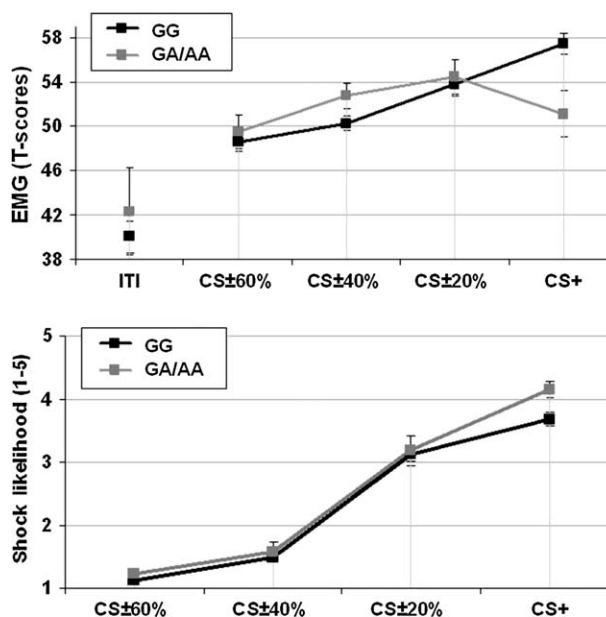 EMG (T-scores)
58
54
50
46
42
38
GG
GA/AA
ITI
CS±60%
CS±40%
CS±20%
CS+
Shock likelihood (1-5)
5
4
3
2
1
GG
GA/AA
CS±60%
CS±40%
CS±20%
CS+